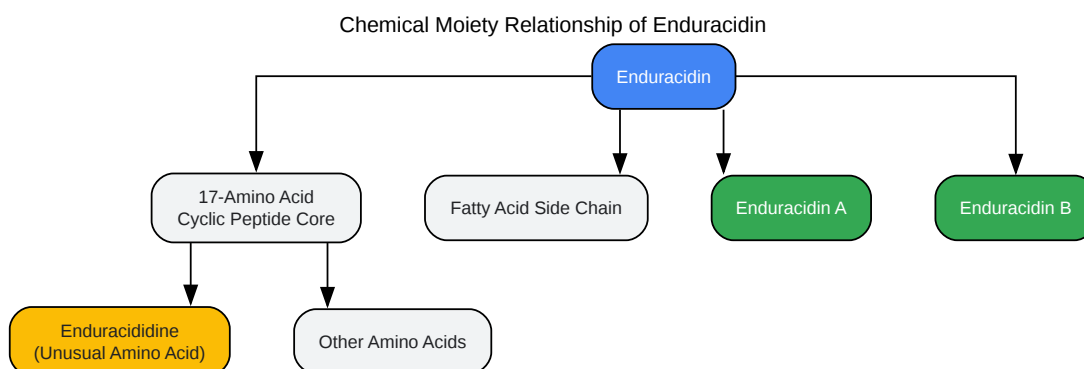 Chemical Moiety Relationship of Enduracidin
Enduracidin
17-Amino Acid
Cyclic Peptide Core
Fatty Acid Side Chain
Enduracidin A
Enduracidin B
Enduracididine
(Unusual Amino Acid)
Other Amino Acids